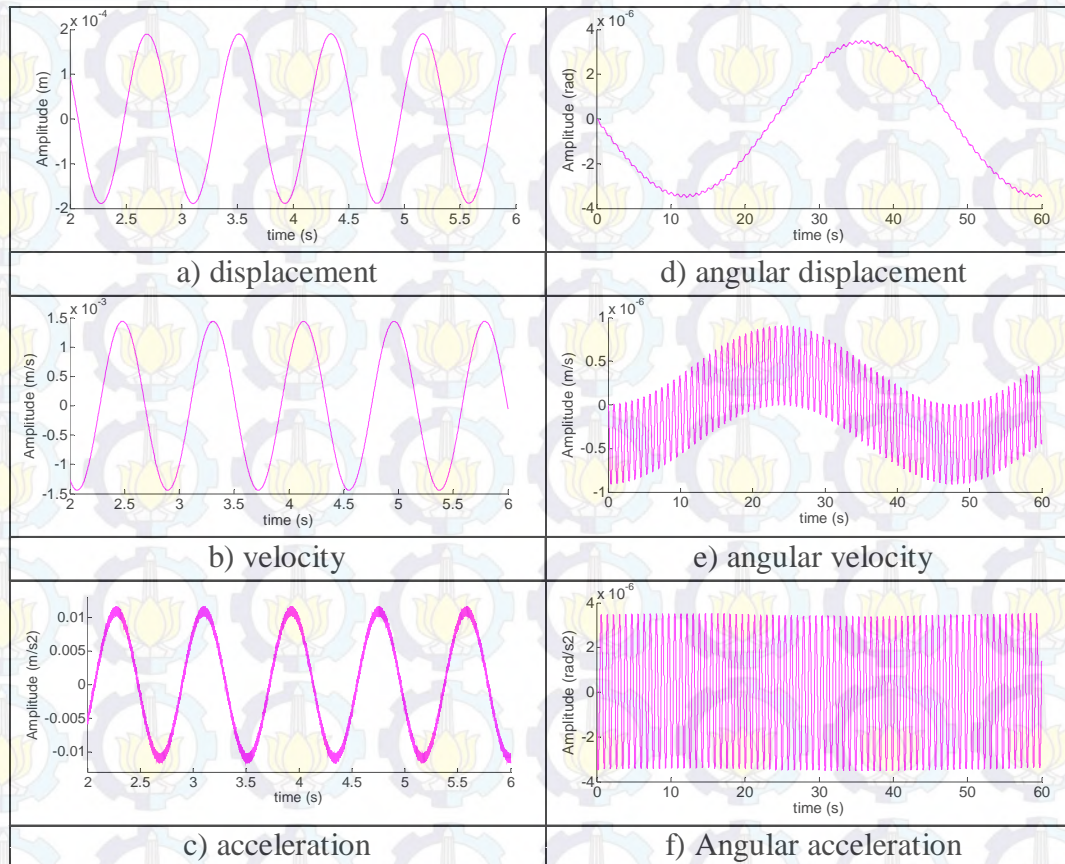 x 10-4
2
1
0
-1
-2
Amplitude (m)
2 2.5 3 3.5 4 4.5 5 5.5 6
time (s)
a) displacement
x 10-6
4
2
0
-2
-4
Amplitude (rad)
0 10 20 30 40 50 60
time (s)
d) angular displacement
x 10-3
1.5
1
0.5
0
-0.5
-1
-1.5
Amplitude (m/s)
2 2.5 3 3.5 4 4.5 5 5.5 6
time (s)
b) velocity
x 10-6
1
0.5
0
-0.5
-1
Amplitude (m/s)
0 10 20 30 40 50 60
time (s)
e) angular velocity
0.01
0.005
0
-0.005
-0.01
Amplitude (m/s2)
2 2.5 3 3.5 4 4.5 5 5.5 6
time (s)
c) acceleration
x 10-6
4
2
0
-2
-4
Amplitude (rad/s2)
0 10 20 30 40 50 60
time (s)
f) Angular acceleration